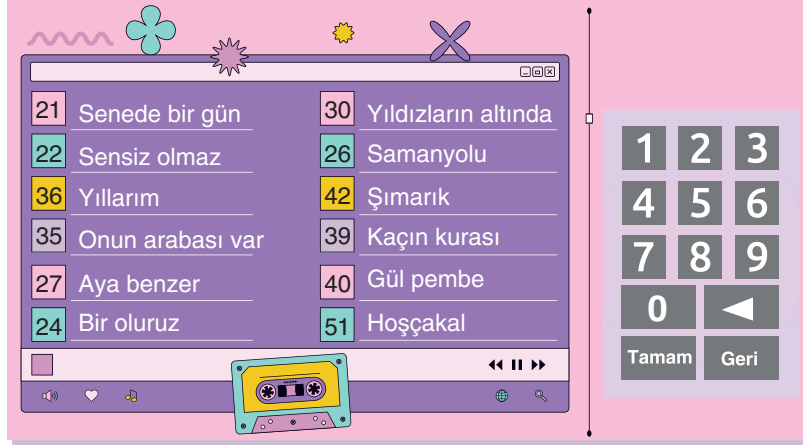 21 Senede bir gün
22 Sensiz olmaz
36 Yıllarım
35 Onun arabası var
27 Aya benzer
24 Bir oluruz
30 Yıldızların altında
26 Samanyolu
42 Şımarık
39 Kaçın kurası
40 Gül pembe
51 Hoşçakal
1 2 3
4 5 6
7 8 9
0
Tamam Geri